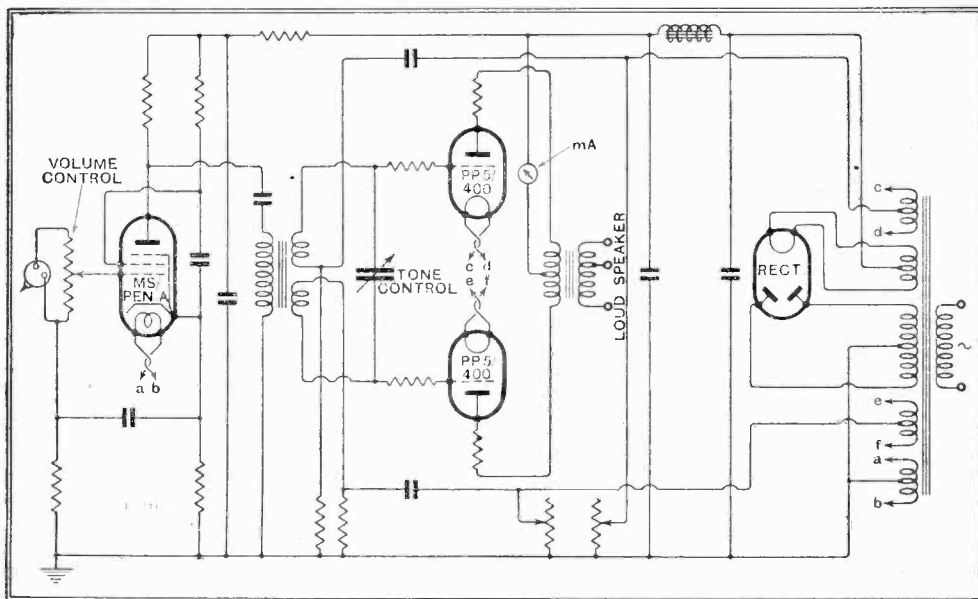 VOLUME
CONTROL
MS
PEN A
a b
PP5/
400
c d
e f
PP5/
400
TONE
CONTROL
mA
LOUD SPEAKER
RECT.
c
d
e
f
a
b
~